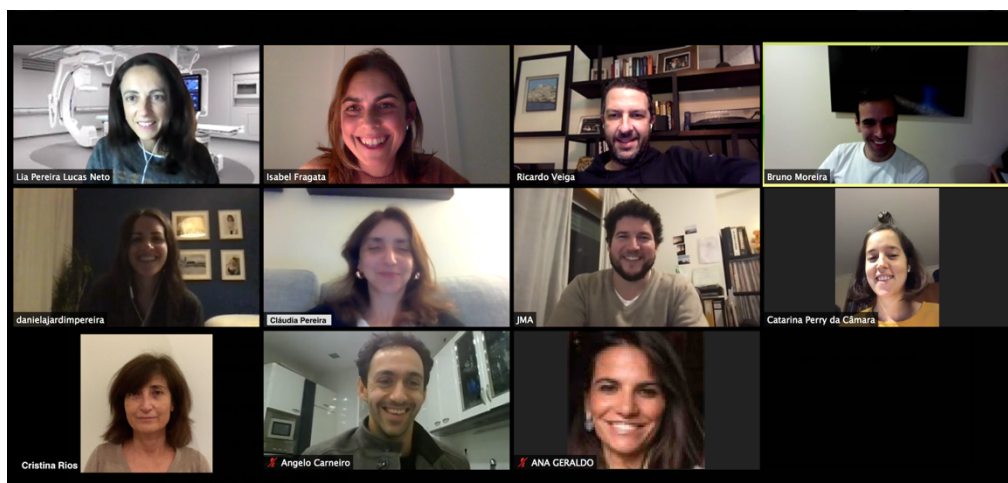 Lia Pereira Lucas Neto
Isabel Fragata
Ricardo Veiga
Bruno Moreira
danielajardimpereira
Cláudia Pereira
JMA
Catarina Perry da Câmara
Cristina Rios
Angelo Carneiro
ANA GERALDO